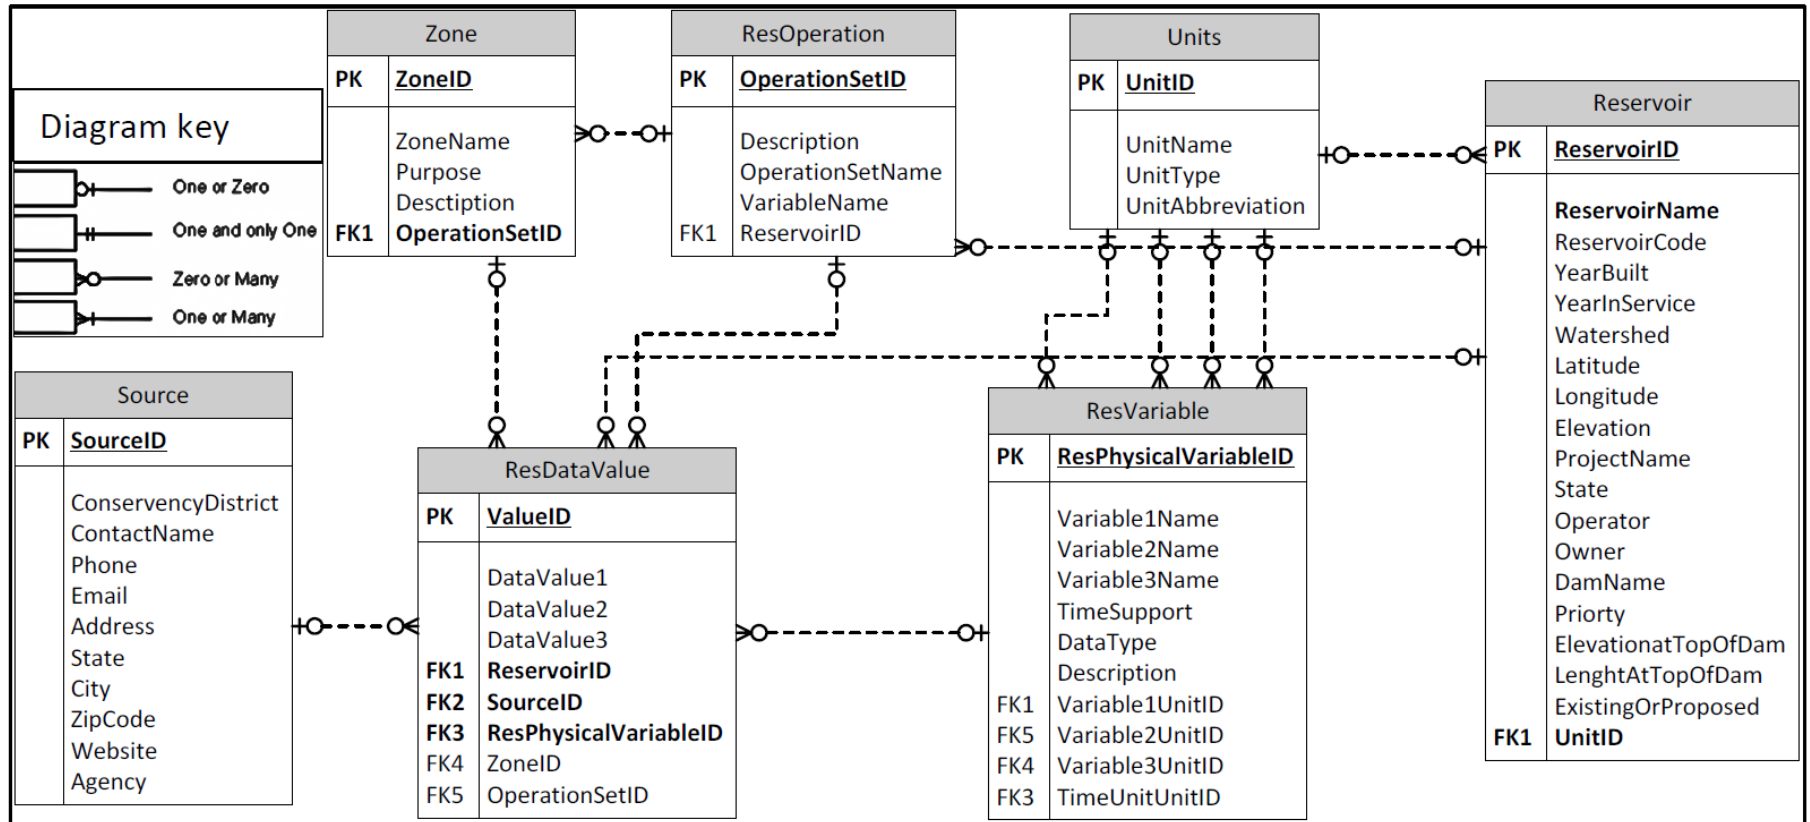 Diagram key
One or Zero
One and only One
Zero or Many
One or Many
Zone
PK ZoneID
ZoneName
Purpose
Desctiption
FK1 OperationSetID
ResOperation
PK OperationSetID
Description
OperationSetName
VariableName
FK1 ReservoirID
Units
PK UnitID
UnitName
UnitType
UnitAbbreviation
Reservoir
PK ReservoirID
ReservoirName
ReservoirCode
YearBuilt
YearInService
Watershed
Latitude
Longitude
Elevation
ProjectName
State
Operator
Owner
DamName
Priorty
ElevationatTopOfDam
LenghtAtTopOfDam
ExistingOrProposed
FK1 UnitID
Source
PK SourceID
ConservencyDistrict
ContactName
Phone
Email
Address
State
City
ZipCode
Website
Agency
ResDataValue
PK ValueID
DataValue1
DataValue2
DataValue3
FK1 ReservoirID
FK2 SourceID
FK3 ResPhysicalVariableID
FK4 ZoneID
FK5 OperationSetID
ResVariable
PK ResPhysicalVariableID
Variable1Name
Variable2Name
Variable3Name
TimeSupport
DataType
Description
FK1 Variable1UnitID
FK5 Variable2UnitID
FK4 Variable3UnitID
FK3 TimeUnitUnitID